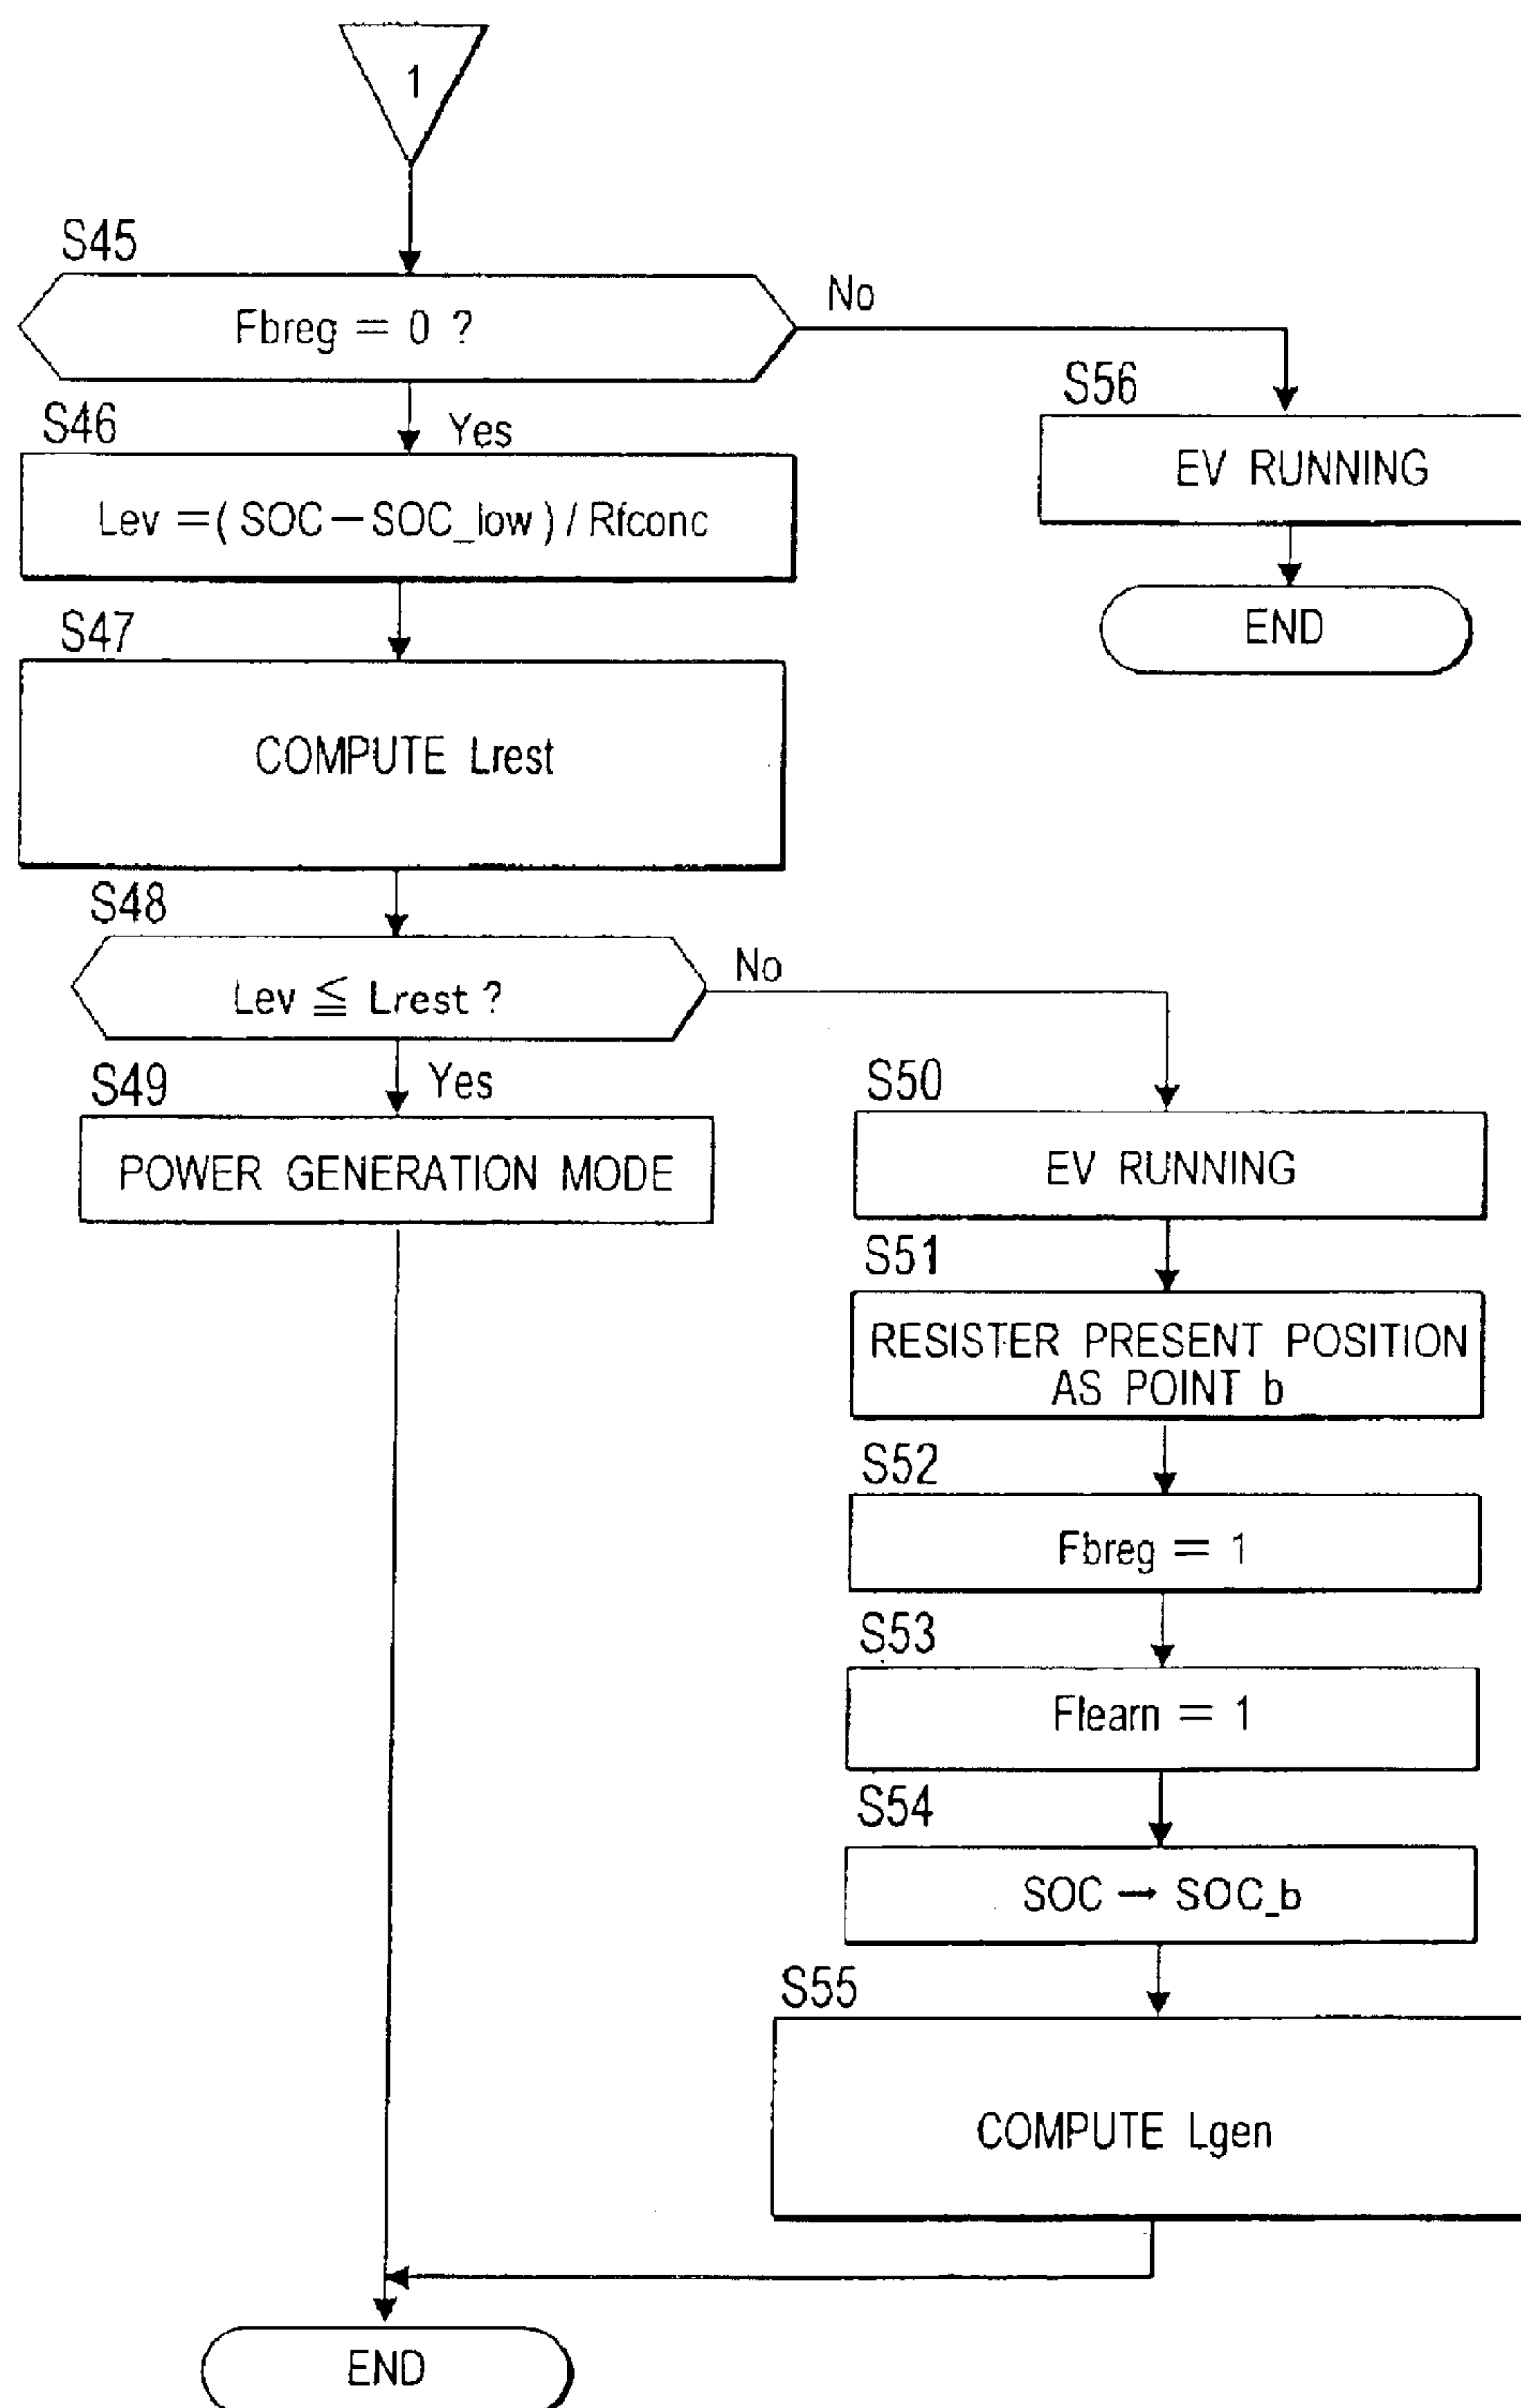 1
S45
Fbreg = 0 ?
No
S56
EV RUNNING
END
Yes
S46
Lev =(SOC−SOC_low)/Rfconc
S47
COMPUTE Lrest
S48
Lev ≦ Lrest ?
No
Yes
S49
POWER GENERATION MODE
S50
EV RUNNING
S51
RESISTER PRESENT POSITION
AS POINT b
S52
Fbreg = 1
S53
Flearn = 1
S54
SOC → SOC_b
S55
COMPUTE Lgen
END